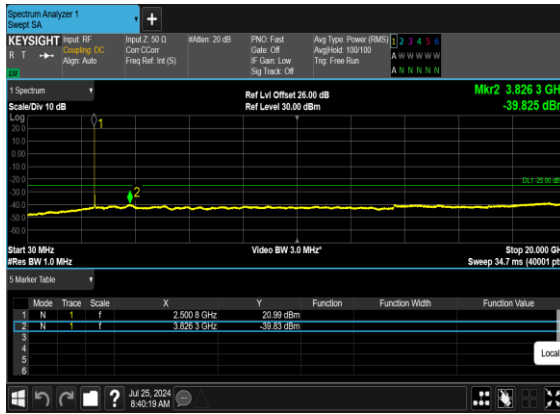 Spectrum Analyzer 1
Swept SA
+
KEYSIGHT Input: RF Input Z: 50 Ω #Atten: 20 dB PNO: Fast Avg Type: Power (RMS) 1 2 3 4 5 6
R T Coupling: DC Corr CCorr Gate: Off Avg|Hold: 100/100 A W W W W W
Align: Auto Freq Ref: Int (S) IF Gain: Low Trig: Free Run
Sig Track: Off A N N N N N
1 Spectrum Ref Lvl Offset 26.00 dB Mkr2 3.826 3 GH
Scale/Div 10 dB Ref Level 30.00 dBm -39.825 dB
Log
20.0
10.0
0.00
-10.0
-20.0
-30.0
-40.0
-50.0
-60.0
1
2
DL1 -25.00 dB
Start 30 MHz Video BW 3.0 MHz* Stop 20.000 GH
#Res BW 1.0 MHz Sweep 34.7 ms (40001 pt
5 Marker Table
Mode Trace Scale X Y Function Function Width Function Value
1 N 1 f 2.500 8 GHz 20.99 dBm
2 N 1 f 3.826 3 GHz -39.83 dBm
3
4
5
6
Local
? Jul 25, 2024
8:40:19 AM